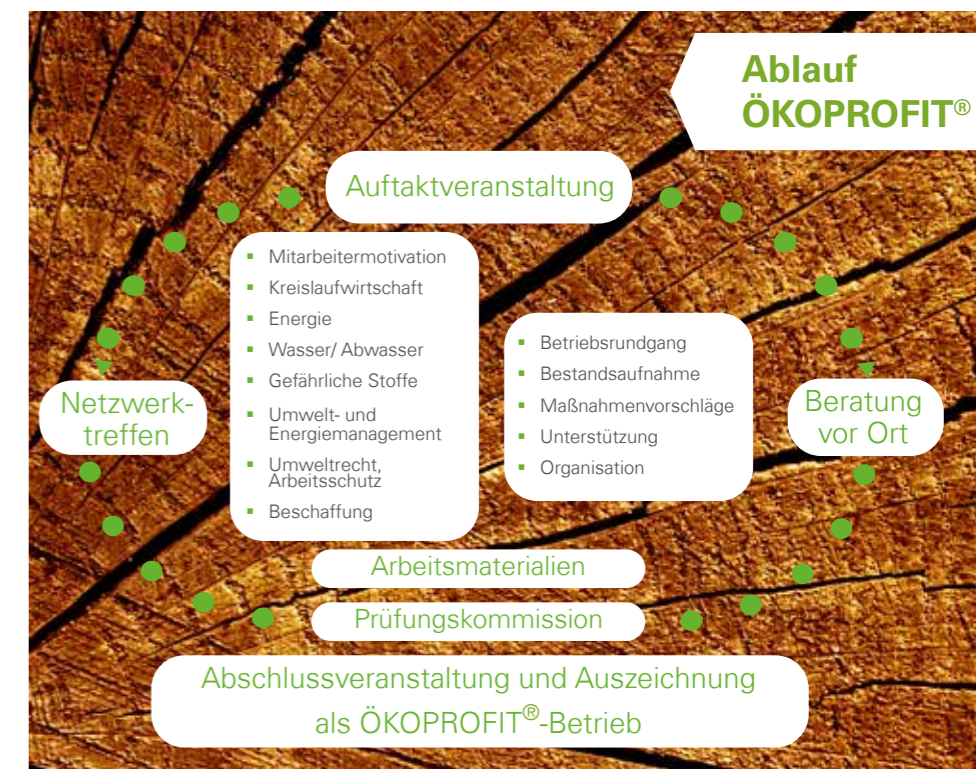 Ablauf
ÖKOPROFIT®
Auftaktveranstaltung
Netzwerk-
treffen
▪ Mitarbeitermotivation
▪ Kreislaufwirtschaft
▪ Energie
▪ Wasser/ Abwasser
▪ Gefährliche Stoffe
▪ Umwelt- und
Energiemanagement
▪ Umweltrecht,
Arbeitsschutz
▪ Beschaffung
▪ Betriebsrundgang
▪ Bestandsaufnahme
▪ Maßnahmenvorschläge
▪ Unterstützung
▪ Organisation
Beratung
vor Ort
Arbeitsmaterialien
Prüfungskommission
Abschlussveranstaltung und Auszeichnung
als ÖKOPROFIT®-Betrieb